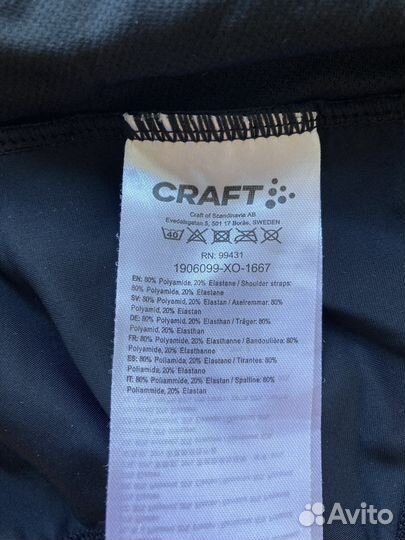 CRAFT
Craft of Scandinavia AB
Evedalsgatan 5, 501 17 Borås, SWEDEN
40
RN: 99431
1906099-XO-1667
EN: 80% Polyamide, 20% Elastane / Shoulder straps:
80% Polyamide, 20% Elastane
SV: 80% Polyamid, 20% Elastan / Axelremmar: 80%
Polyamid, 20% Elastan
DE: 80% Polyamid, 20% Elasthan / Träger: 80%
Polyamid, 20% Elasthan
FR: 80% Polyamide, 20% Elasthanne / Bandoulière: 80%
Polyamide, 20% Elasthanne
ES: 80% Poliamida, 20% Elastano / Tirantes: 80%
Poliamida, 20% Elastano
IT: 80% Poliammide, 20% Elastan / Spalline: 80%
Poliammide, 20% Elastan
Avito